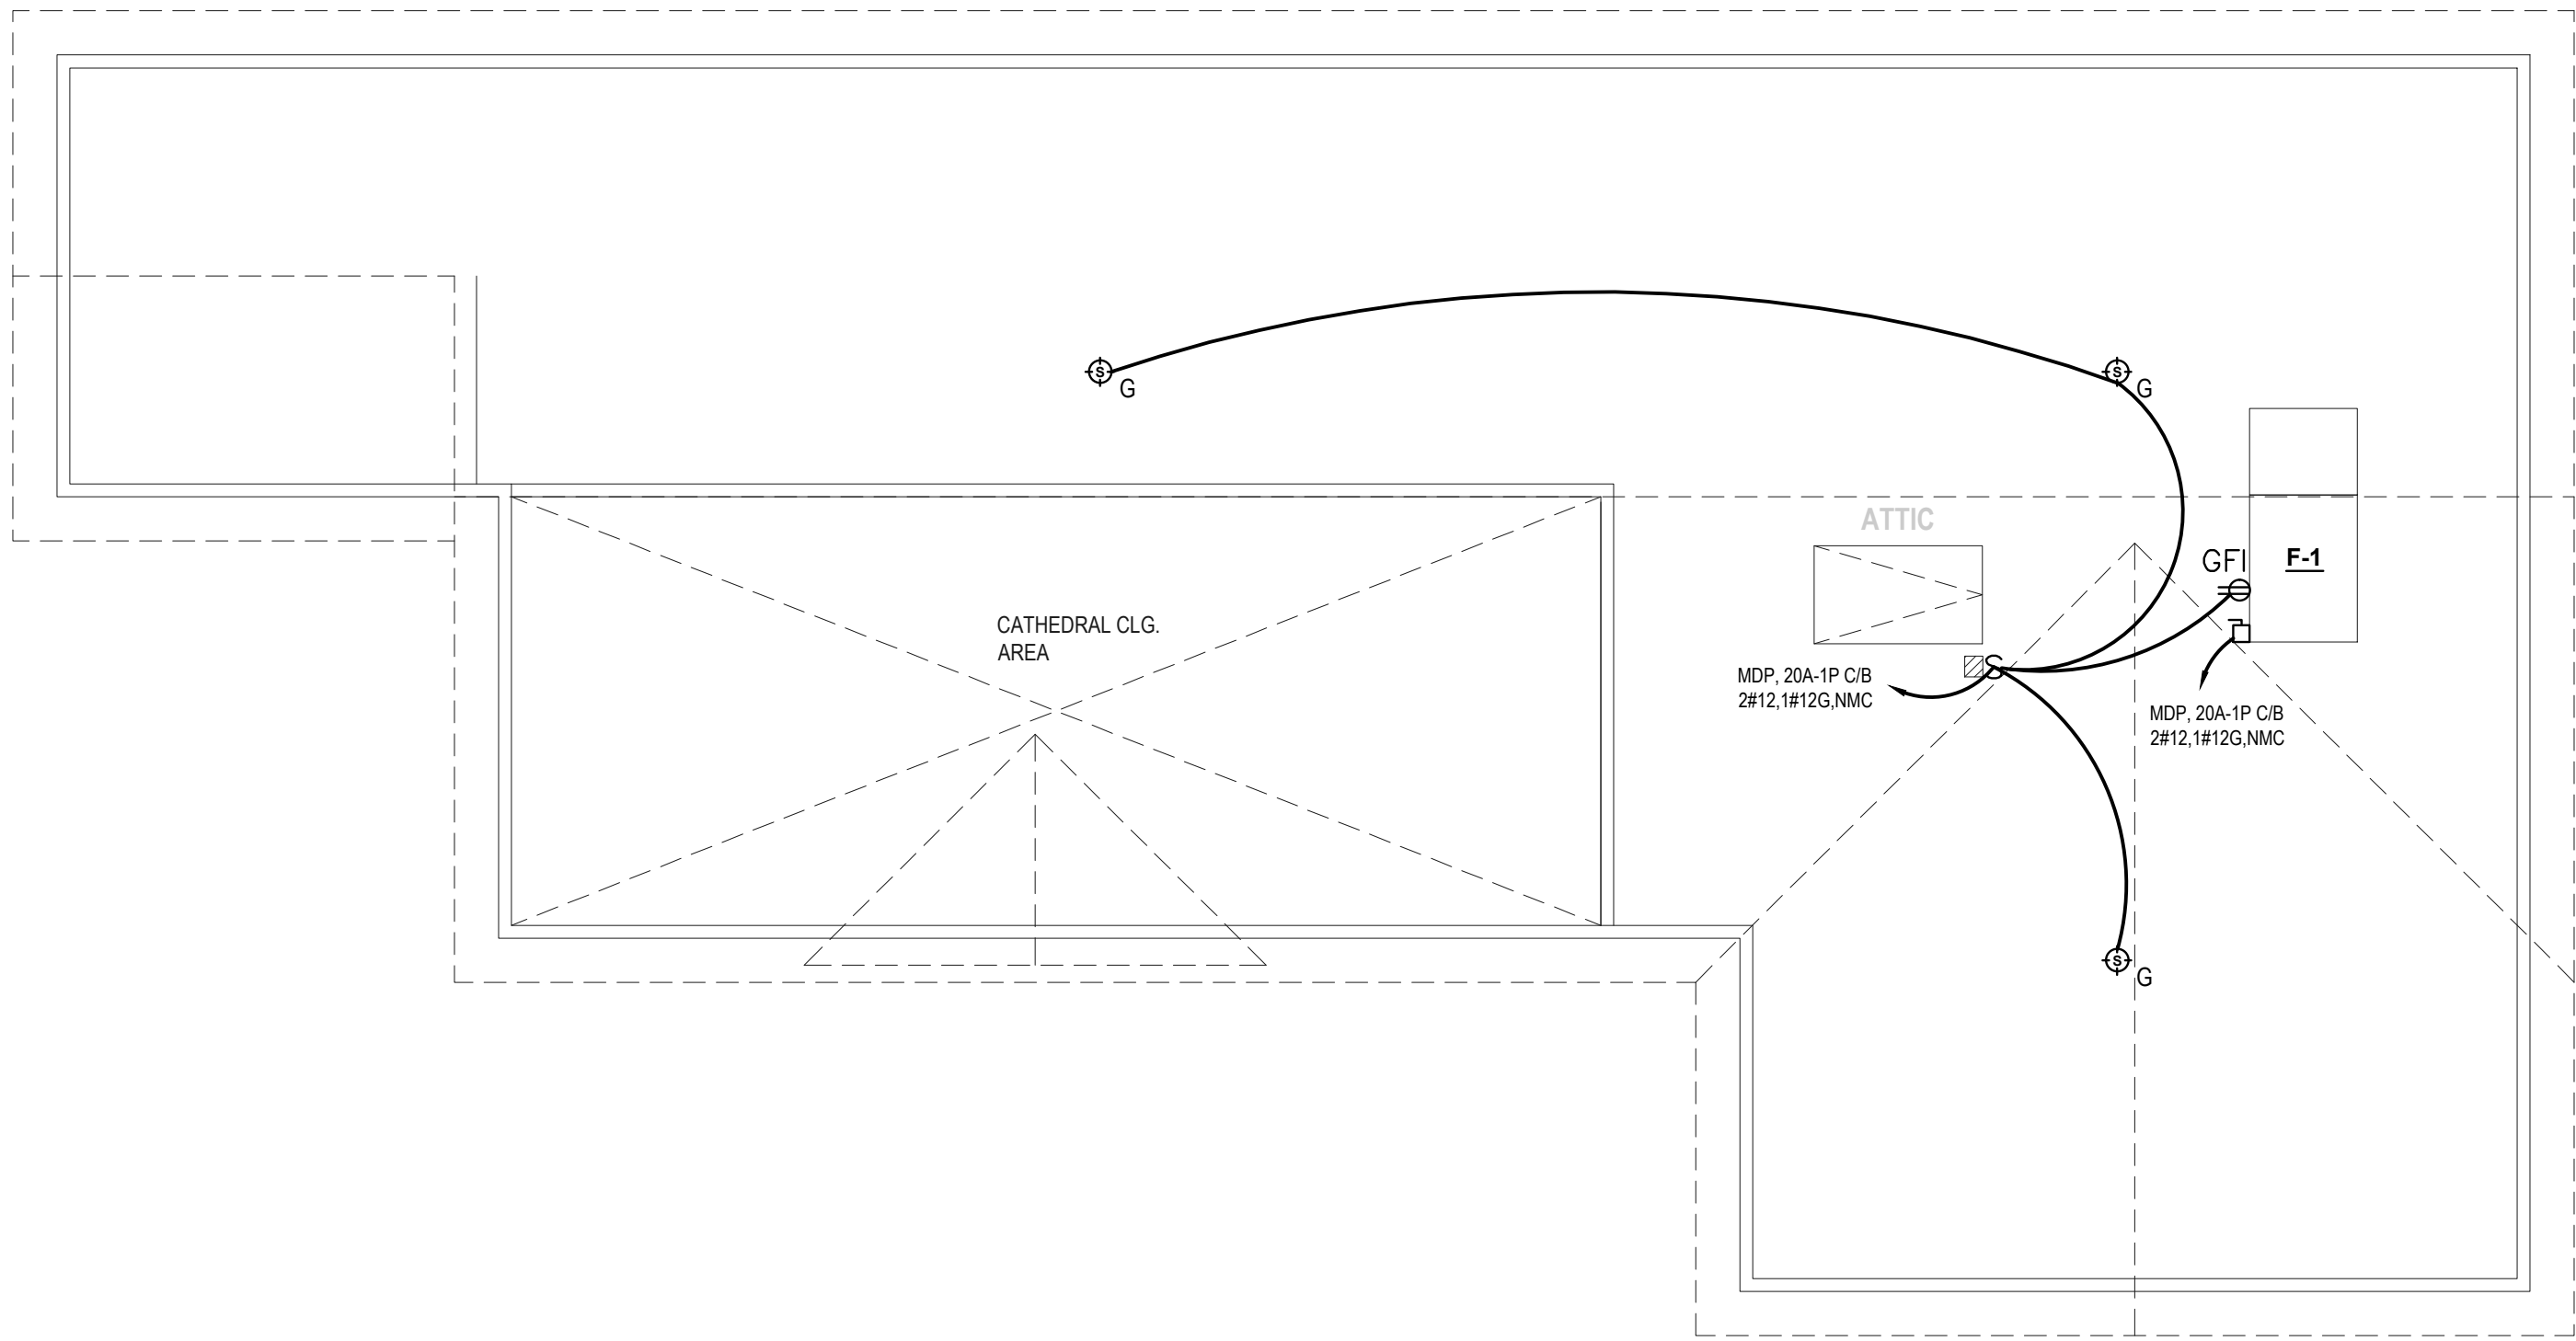 S
G
S
G
ATTIC
GFI
F-1
CATHEDRAL CLG.
AREA
S
MDP, 20A-1P C/B
2#12,1#12G,NMC
MDP, 20A-1P C/B
2#12,1#12G,NMC
S
G